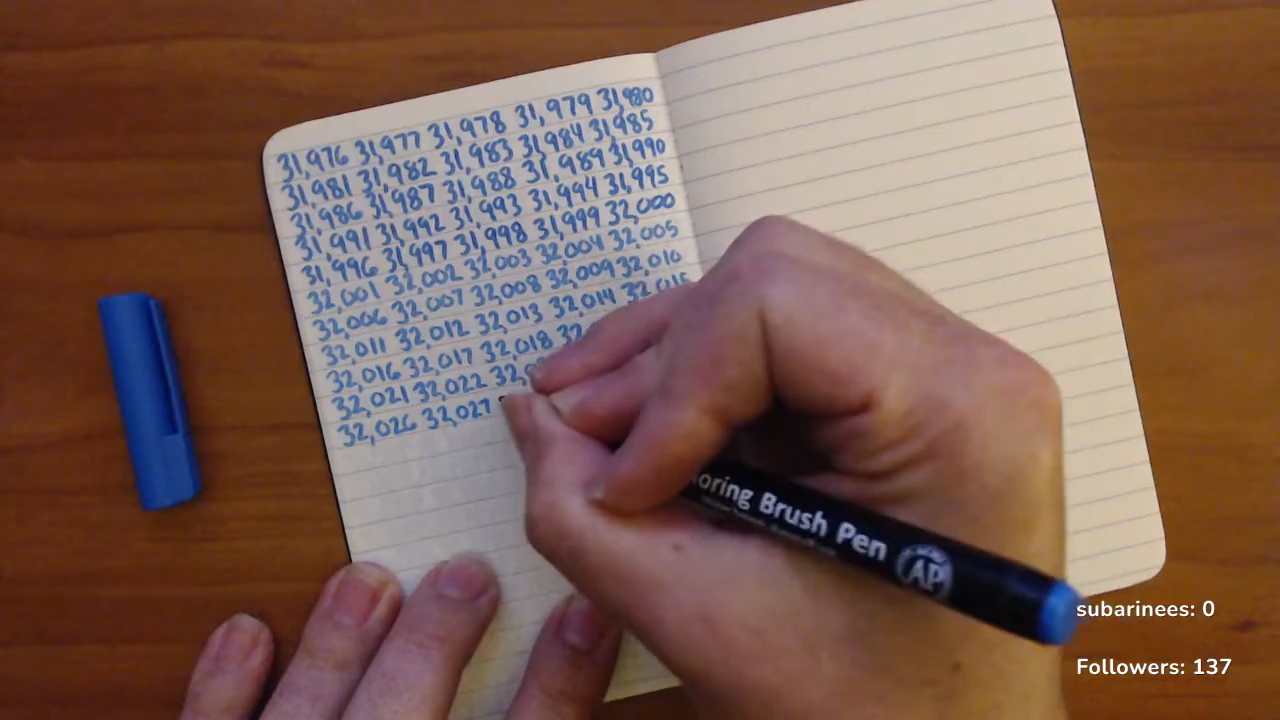 31,976 31,977 31,978 31,979 31,980
31,981 31,982 31,983 31,984 31,985
31,986 31,987 31,988 31,989 31,990
31,991 31,992 31,993 31,994 31,995
31,996 31,997 31,998 31,999 32,000
32,001 32,002 32,003 32,004 32,005
32,006 32,007 32,008 32,009 32,010
32,011 32,012 32,013 32,014 32,015
32,016 32,017 32,018
32,021 32,022
32,026 32,027
oring Brush Pen
AP
subarinees: 0
Followers: 137